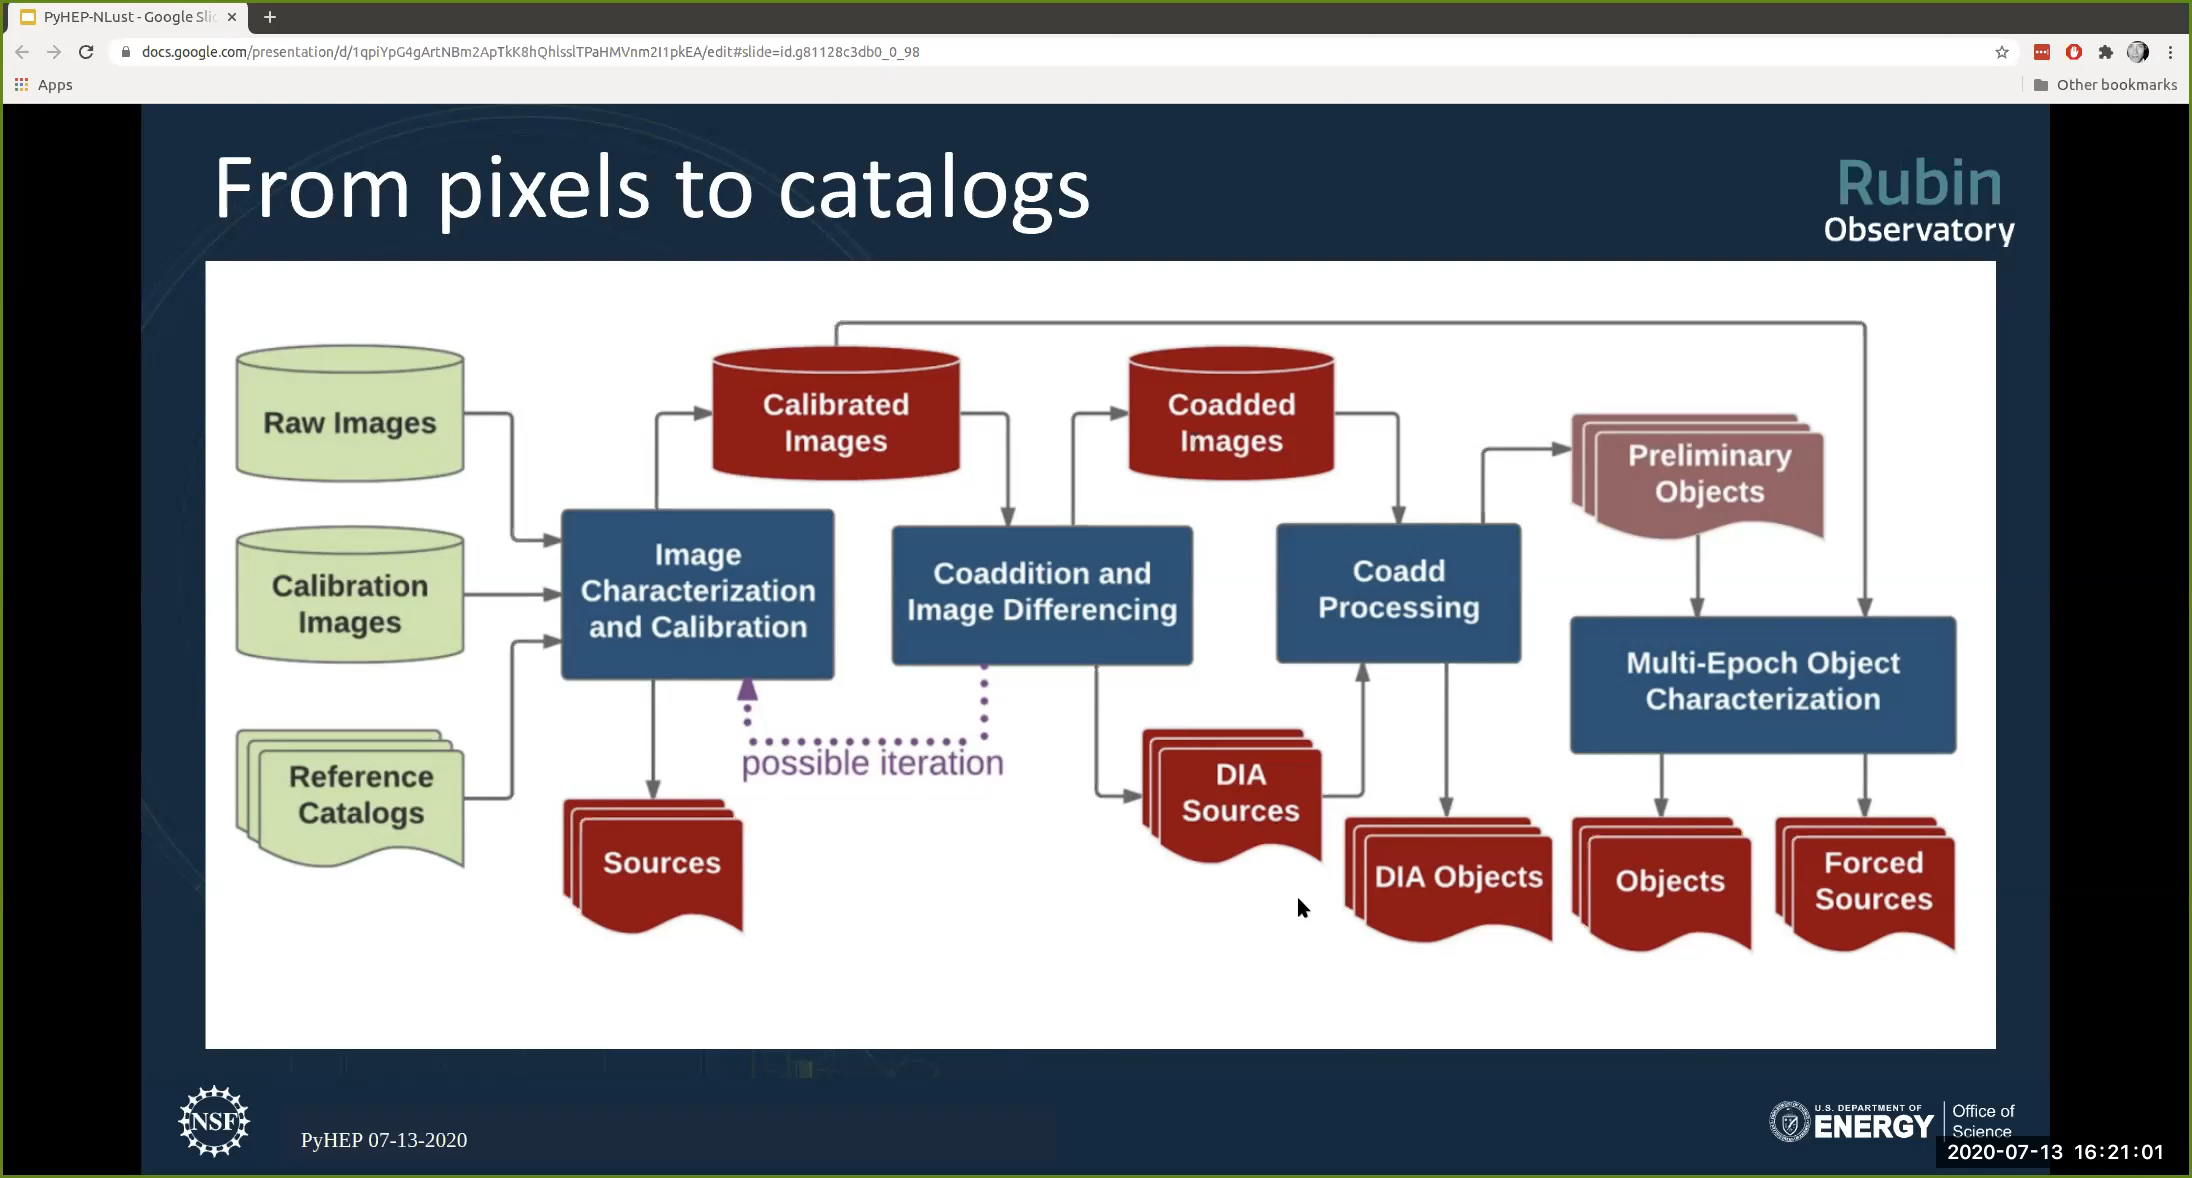 PyHEP-NLust - Google Slid
docs.google.com/presentation/d/1qpiYpG4gArtNBm2ApTkK8hQhlsslTPaHMVnm2I1pkEA/edit#slide=id.g81128c3db0_0_98
Apps
Other bookmarks
From pixels to catalogs
Rubin
Observatory
Raw Images
Calibrated
Images
Coadded
Images
Preliminary
Objects
Calibration
Images
Image
Characterization
and Calibration
Coaddition and
Image Differencing
Coadd
Processing
Multi-Epoch Object
Characterization
possible iteration
Reference
Catalogs
DIA
Sources
Sources
DIA Objects
Objects
Forced
Sources
NSF
PyHEP 07-13-2020
U.S. DEPARTMENT OF
ENERGY
Office of
Science
2020-07-13 16:21:01